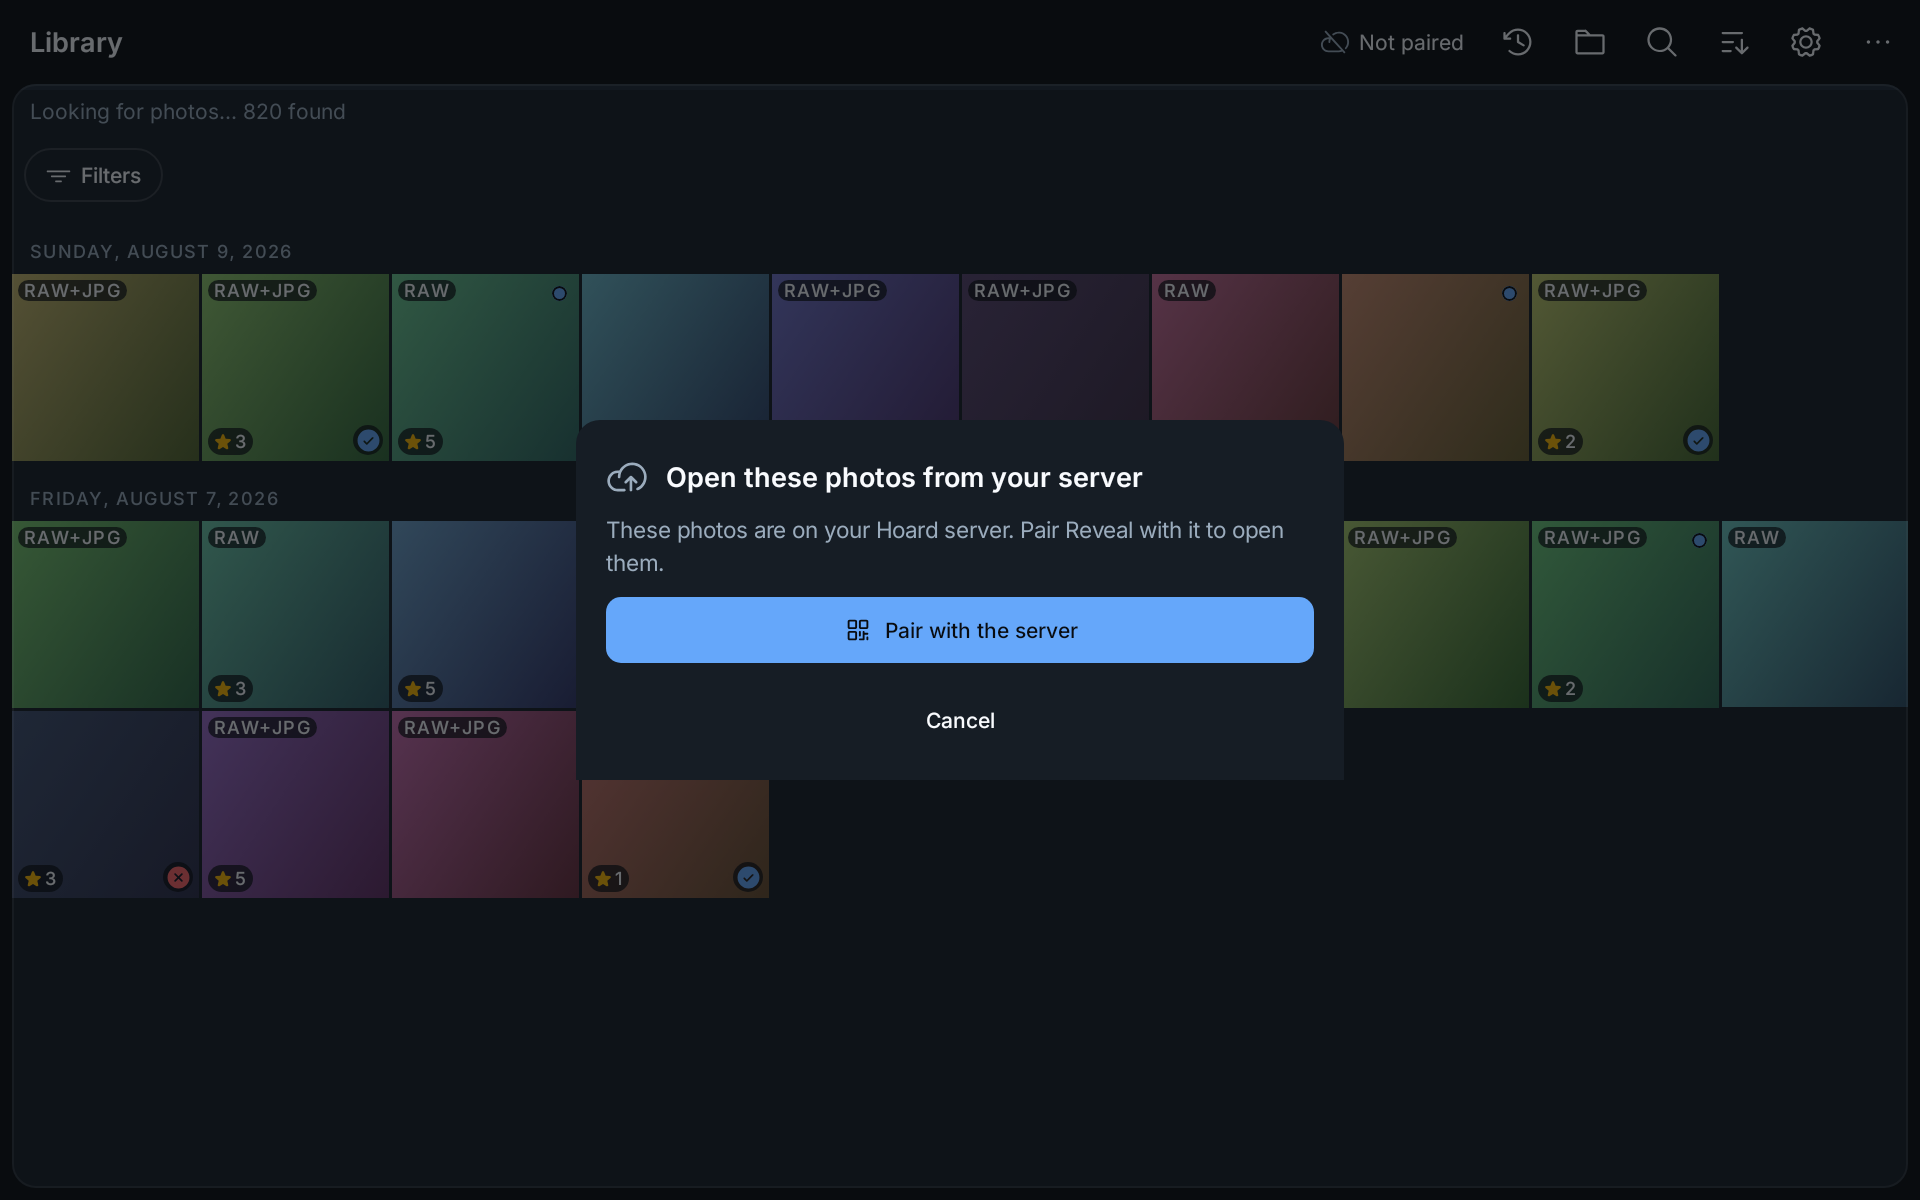 Library
Not paired
Looking for photos... 820 found
Filters
SUNDAY, AUGUST 9, 2026
RAW+JPG
RAW+JPG
RAW
RAW+JPG
RAW+JPG
RAW
RAW+JPG
3
5
2
Open these photos from your server
These photos are on your Hoard server. Pair Reveal with it to open
them.
Pair with the server
Cancel
FRIDAY, AUGUST 7, 2026
RAW+JPG
RAW
RAW+JPG
RAW+JPG
RAW
3
5
2
RAW+JPG
RAW+JPG
3
5
1